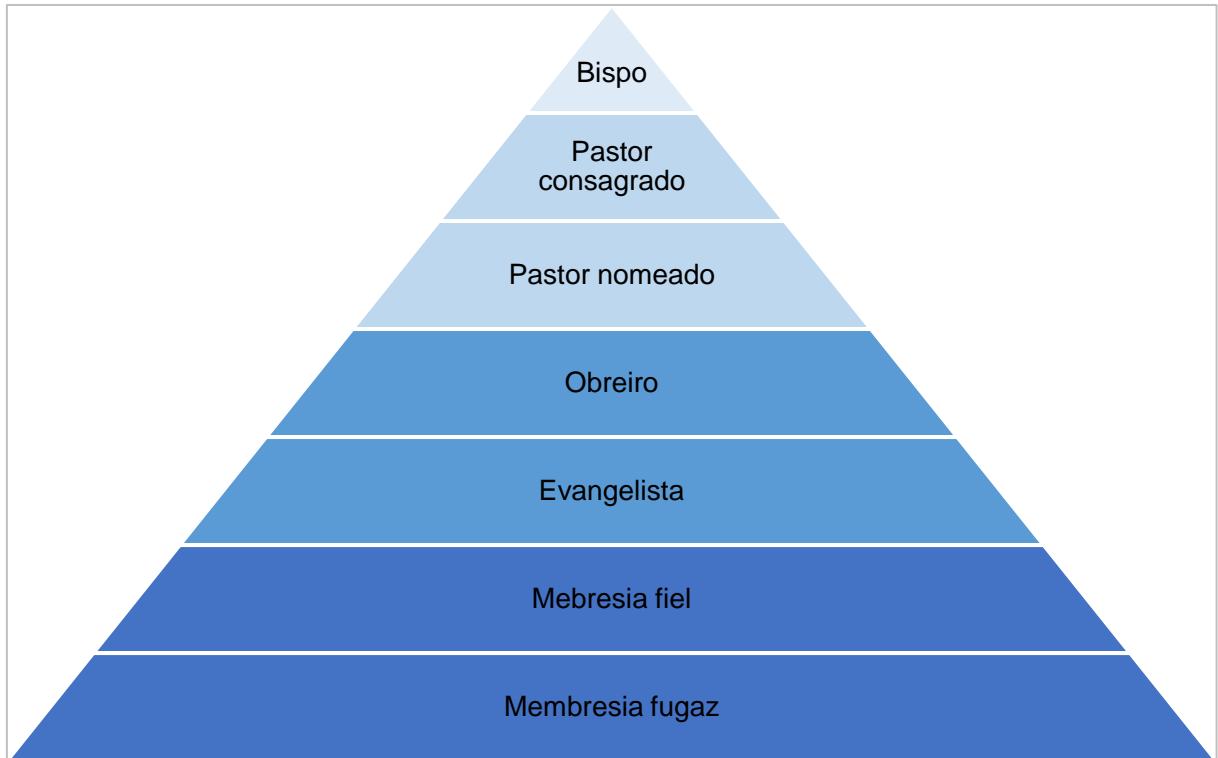 Bispo
Pastor
consagrado
Pastor nomeado
Obreiro
Evangelista
Mebresia fiel
Membresia fugaz